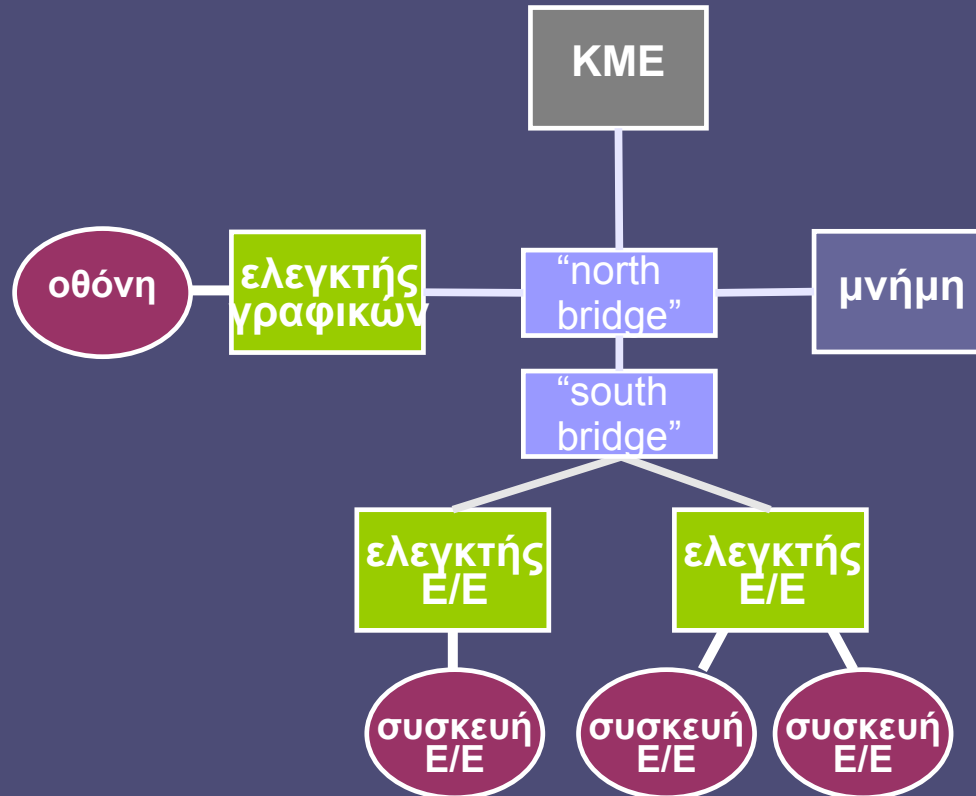 ΚΜΕ
οθόνη
ελεγκτής
γραφικών
“north
bridge”
μνήμη
“south
bridge”
ελεγκτής
Ε/Ε
ελεγκτής
Ε/Ε
συσκευή
Ε/Ε
συσκευή
Ε/Ε
συσκευή
Ε/Ε